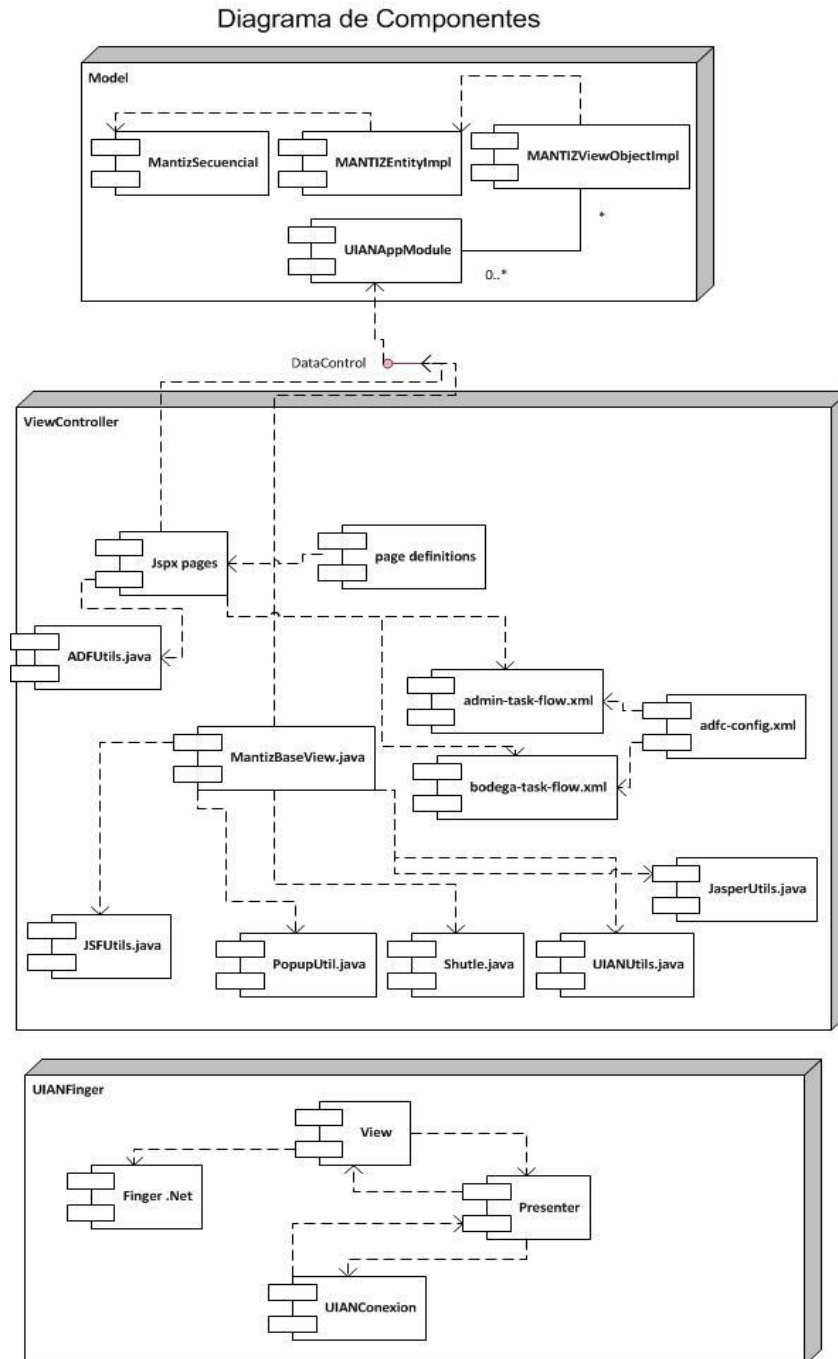 Diagrama de Componentes
Model
MantizSecuencial
MANTIZEntityImpl
MANTIZViewObjectImpl
*
UIANAppModule
0..*
DataControl
ViewController
Jspx pages
page definitions
ADFUtils.java
admin-task-flow.xml
adfc-config.xml
MantizBaseView.java
bodega-task-flow.xml
JasperUtils.java
JSFUtils.java
PopupUtil.java
Shutle.java
UIANUtils.java
UIANFinger
View
Finger .Net
Presenter
UIANConexion